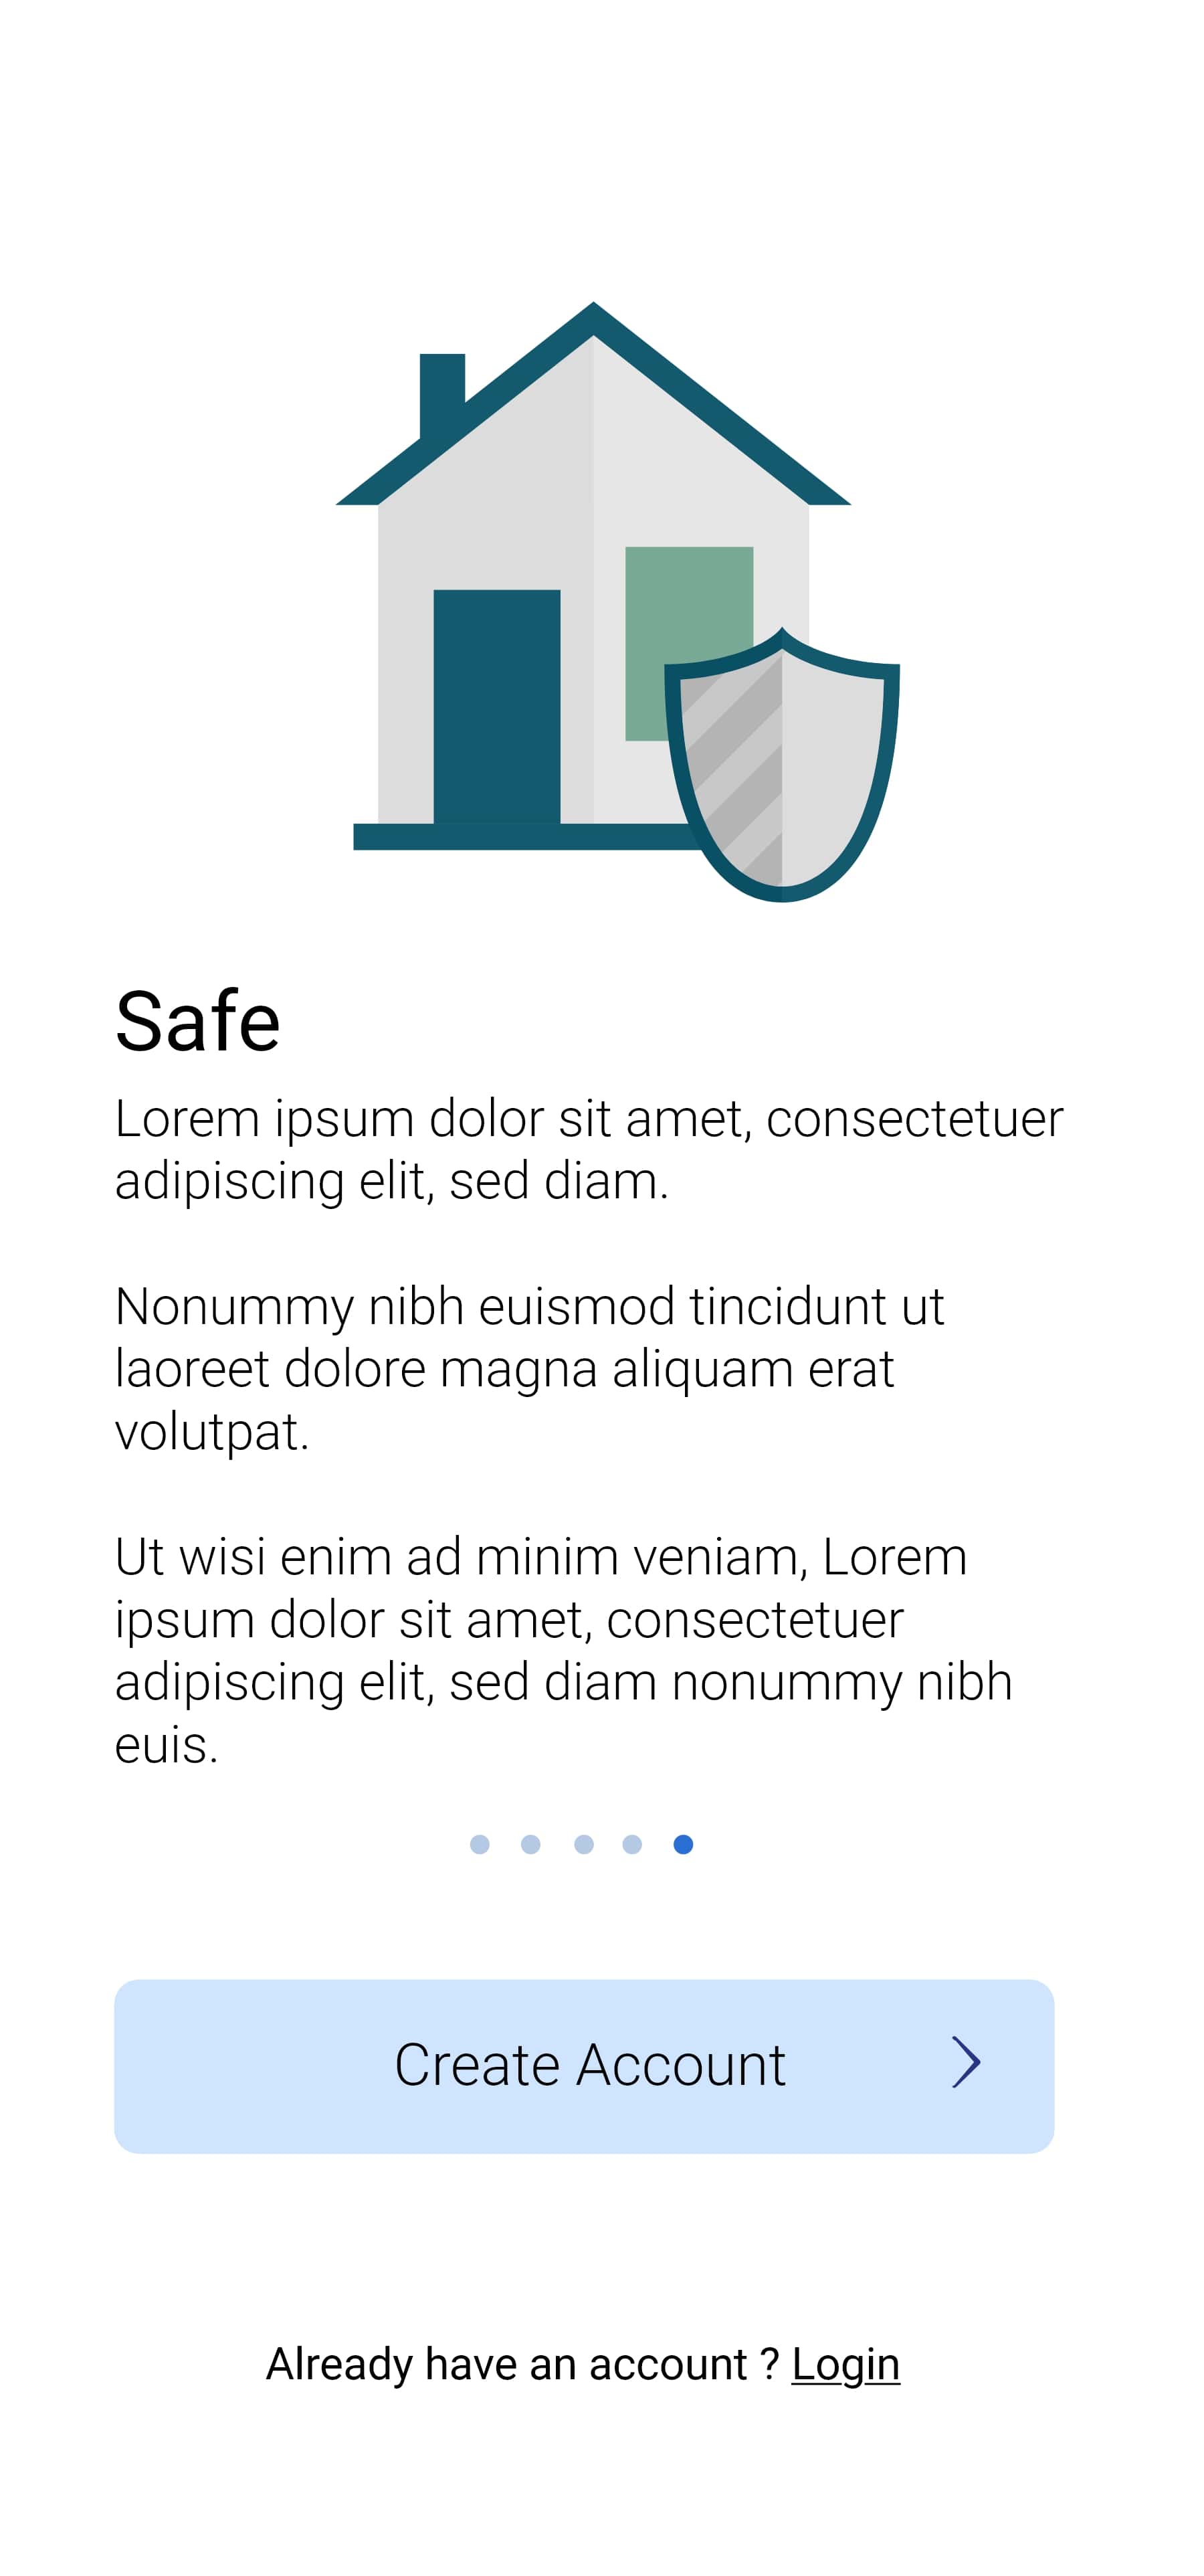 Safe
Lorem ipsum dolor sit amet, consectetuer
adipiscing elit, sed diam.
Nonummy nibh euismod tincidunt ut
laoreet dolore magna aliquam erat
volutpat.
Ut wisi enim ad minim veniam, Lorem
ipsum dolor sit amet, consectetuer
adipiscing elit, sed diam nonummy nibh
euis.
Create Account
Already have an account ? Login